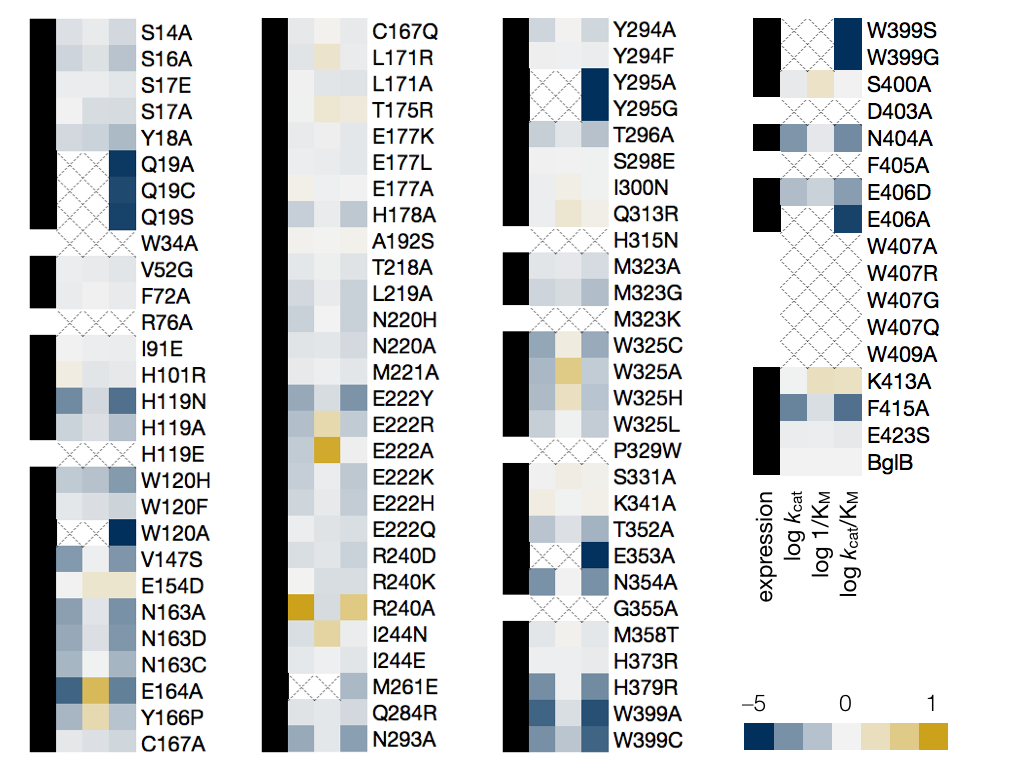 S14A
S16A
S17E
S17A
Y18A
Q19A
Q19C
Q19S
W34A
V52G
F72A
R76A
I91E
H101R
H119N
H119A
H119E
W120H
W120F
W120A
V147S
E154D
N163A
N163D
N163C
E164A
Y166P
C167A
C167Q
L171R
L171A
T175R
E177K
E177L
E177A
H178A
A192S
T218A
L219A
N220H
N220A
M221A
E222Y
E222R
E222A
E222K
E222H
E222Q
R240D
R240K
R240A
I244N
I244E
M261E
Q284R
N293A
Y294A
Y294F
Y295A
Y295G
T296A
S298E
I300N
Q313R
H315N
M323A
M323G
M323K
W325C
W325A
W325H
W325L
P329W
S331A
K341A
T352A
E353A
N354A
G355A
M358T
H373R
H379R
W399A
W399C
W399S
W399G
S400A
D403A
N404A
F405A
E406D
E406A
W407A
W407R
W407G
W407Q
W409A
K413A
F415A
E423S
BglB
expression
log kcat
log 1/KM
log kcat/KM
−5 0 1